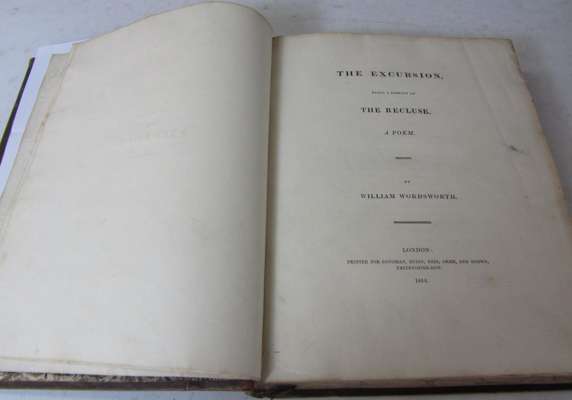 THE EXCURSION,
BEING A PORTION OF
THE RECLUSE,
A POEM.
BY
WILLIAM WORDSWORTH.
LONDON:
PRINTED FOR LONGMAN, HURST, REES, ORME, AND BROWN,
PATERNOSTER-ROW.
1814.